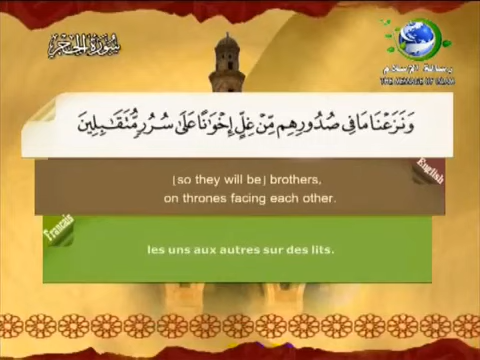 سورة الحجر
رسالة الإسلام
THE MESSAGE OF ISLAM
وَنَزَعْنَا مَا فِي صُدُورِهِم مِّنْ غِلٍّ إِخْوَٰنًا عَلَىٰ سُرُرٍ مُّتَقَٰبِلِينَ
English
[so they will be] brothers,
on thrones facing each other.
Francais
les uns aux autres sur des lits.